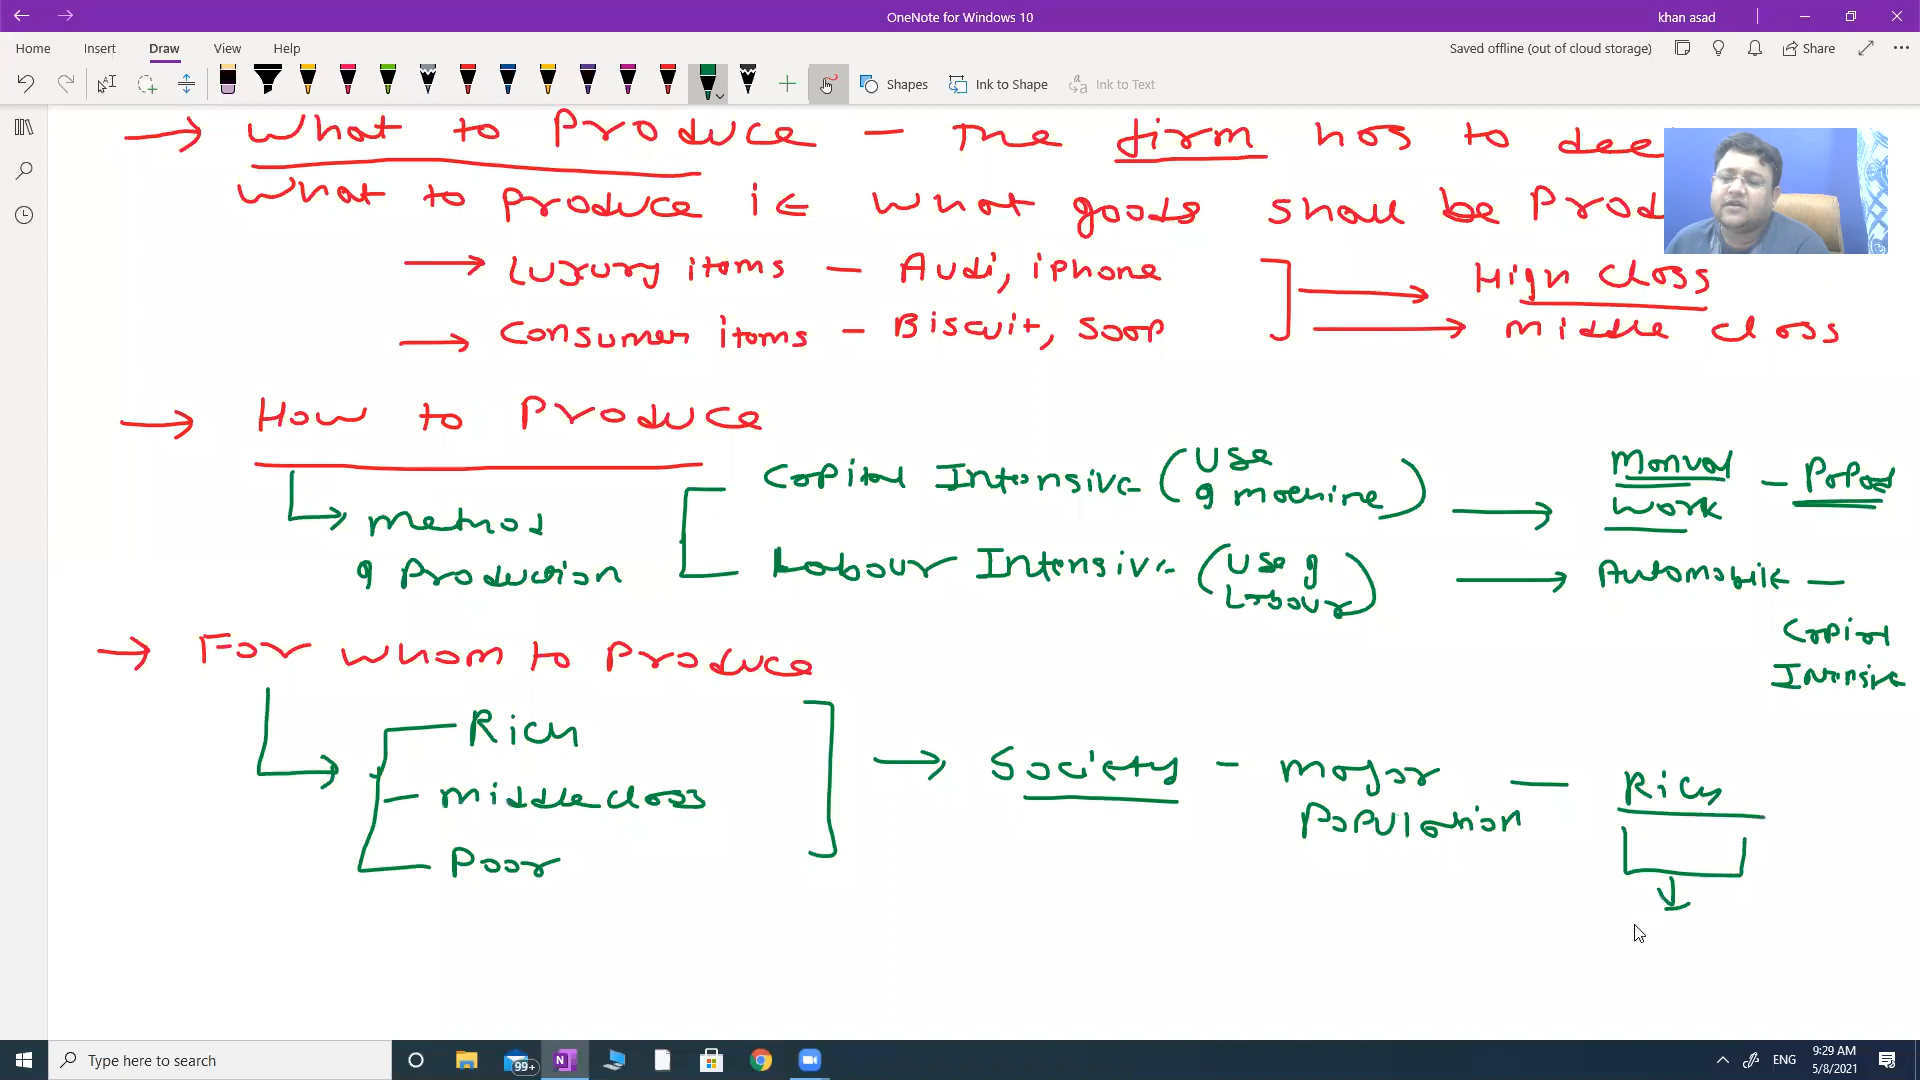 OneNote for Windows 10
khan asad
Home Insert Draw View Help
Saved offline (out of cloud storage)
Share
Shapes
Ink to Shape
Ink to Text
→ What to Produce – The firm has to
What to produce ie what goods shall be Prod
→ Luxury items – Audi, iphone
→ High Class
→ Consumer items – Biscuit, Soap
→ middle class
→ How to Produce
Capital Intensive (Use of machine)
→ Manual Work –
method of Production
Labour Intensive (Use of Labour)
→ Automobile – Capital Intensive
→ For whom to Produce
Rich
middle class
Poor
→ Society – major Population — Rich
Type here to search
99+
ENG
9:29 AM
5/8/2021